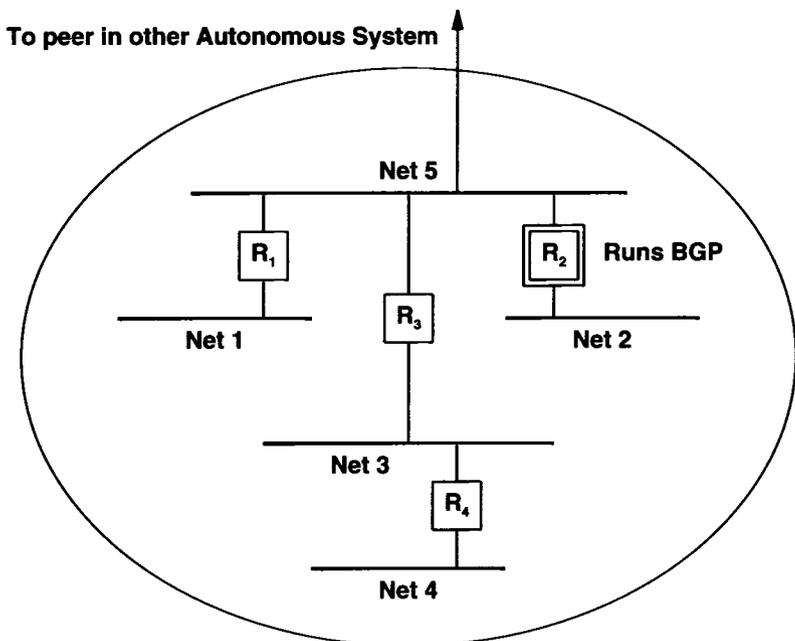 To peer in other Autonomous System
Net 5
R₁
R₂
Runs BGP
R₃
Net 1
Net 2
Net 3
R₄
Net 4